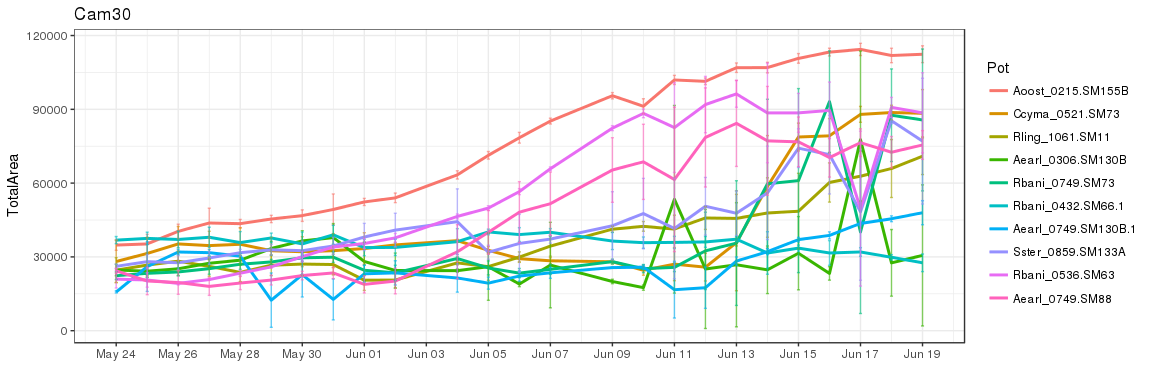 Cam30
TotalArea
120000
90000
60000
30000
0
May 24 May 26 May 28 May 30 Jun 01 Jun 03 Jun 05 Jun 07 Jun 09 Jun 11 Jun 13 Jun 15 Jun 17 Jun 19
Pot
Aoost_0215.SM155B
Ccyma_0521.SM73
Rling_1061.SM11
Aearl_0306.SM130B
Rbani_0749.SM73
Rbani_0432.SM66.1
Aearl_0749.SM130B.1
Sster_0859.SM133A
Rbani_0536.SM63
Aearl_0749.SM88